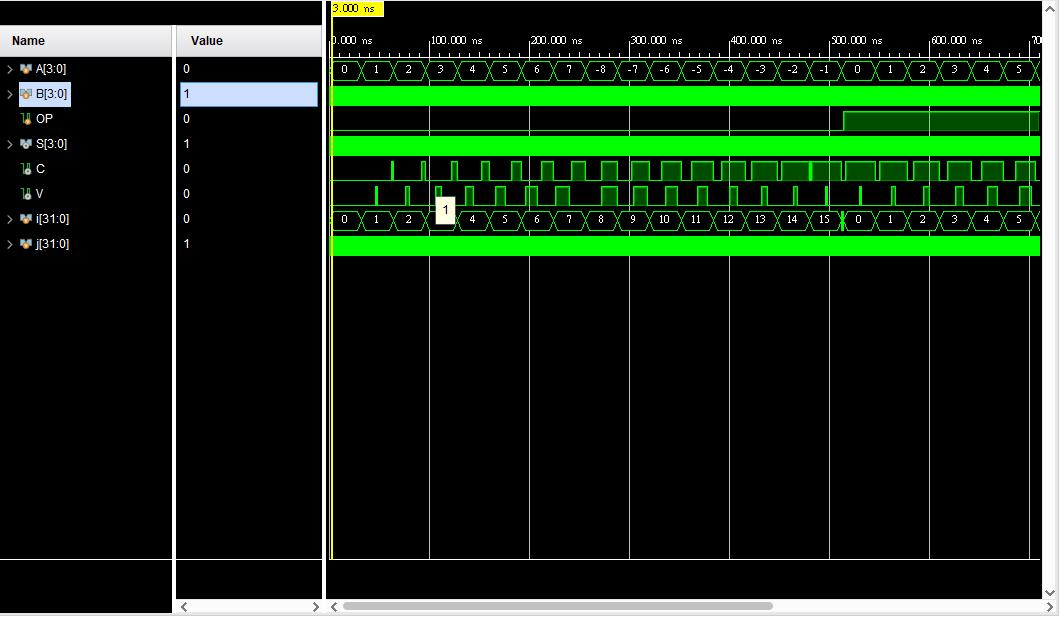 3.000 ns
Name Value
0.000 ns 100.000 ns 200.000 ns 300.000 ns 400.000 ns 500.000 ns 600.000 ns 70
A[3:0] 0 0 1 2 3 4 5 6 7 -8 -7 -6 -5 -4 -3 -2 -1 0 1 2 3 4 5
B[3:0] 1
OP 0
S[3:0] 1
C 0
V 0
1
i[31:0] 0 0 1 2 4 5 6 7 8 9 10 11 12 13 14 15 0 1 2 3 4 5
j[31:0] 1